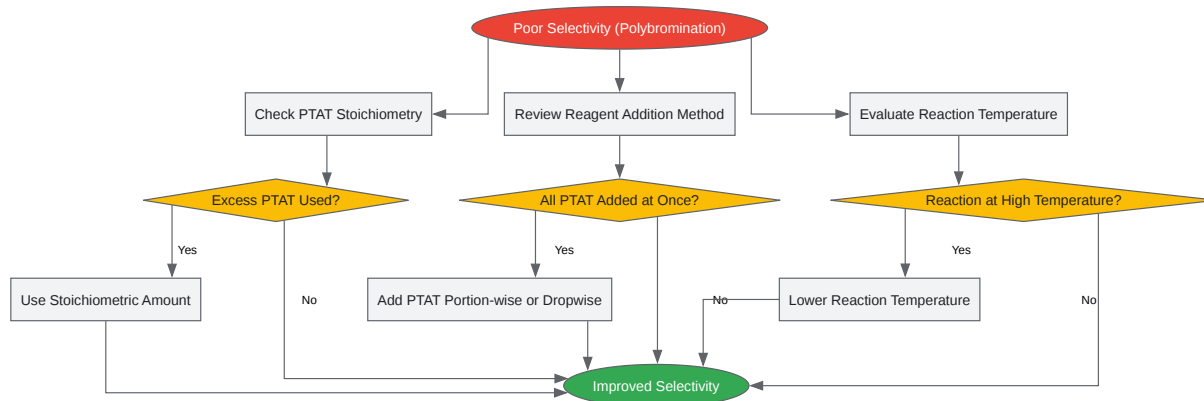 Poor Selectivity (Polybromination)
Check PTAT Stoichiometry
Review Reagent Addition Method
Evaluate Reaction Temperature
Excess PTAT Used?
All PTAT Added at Once?
Reaction at High Temperature?
Yes
Yes
Yes
Use Stoichiometric Amount
No
Add PTAT Portion-wise or Dropwise
No
Lower Reaction Temperature
No
Improved Selectivity